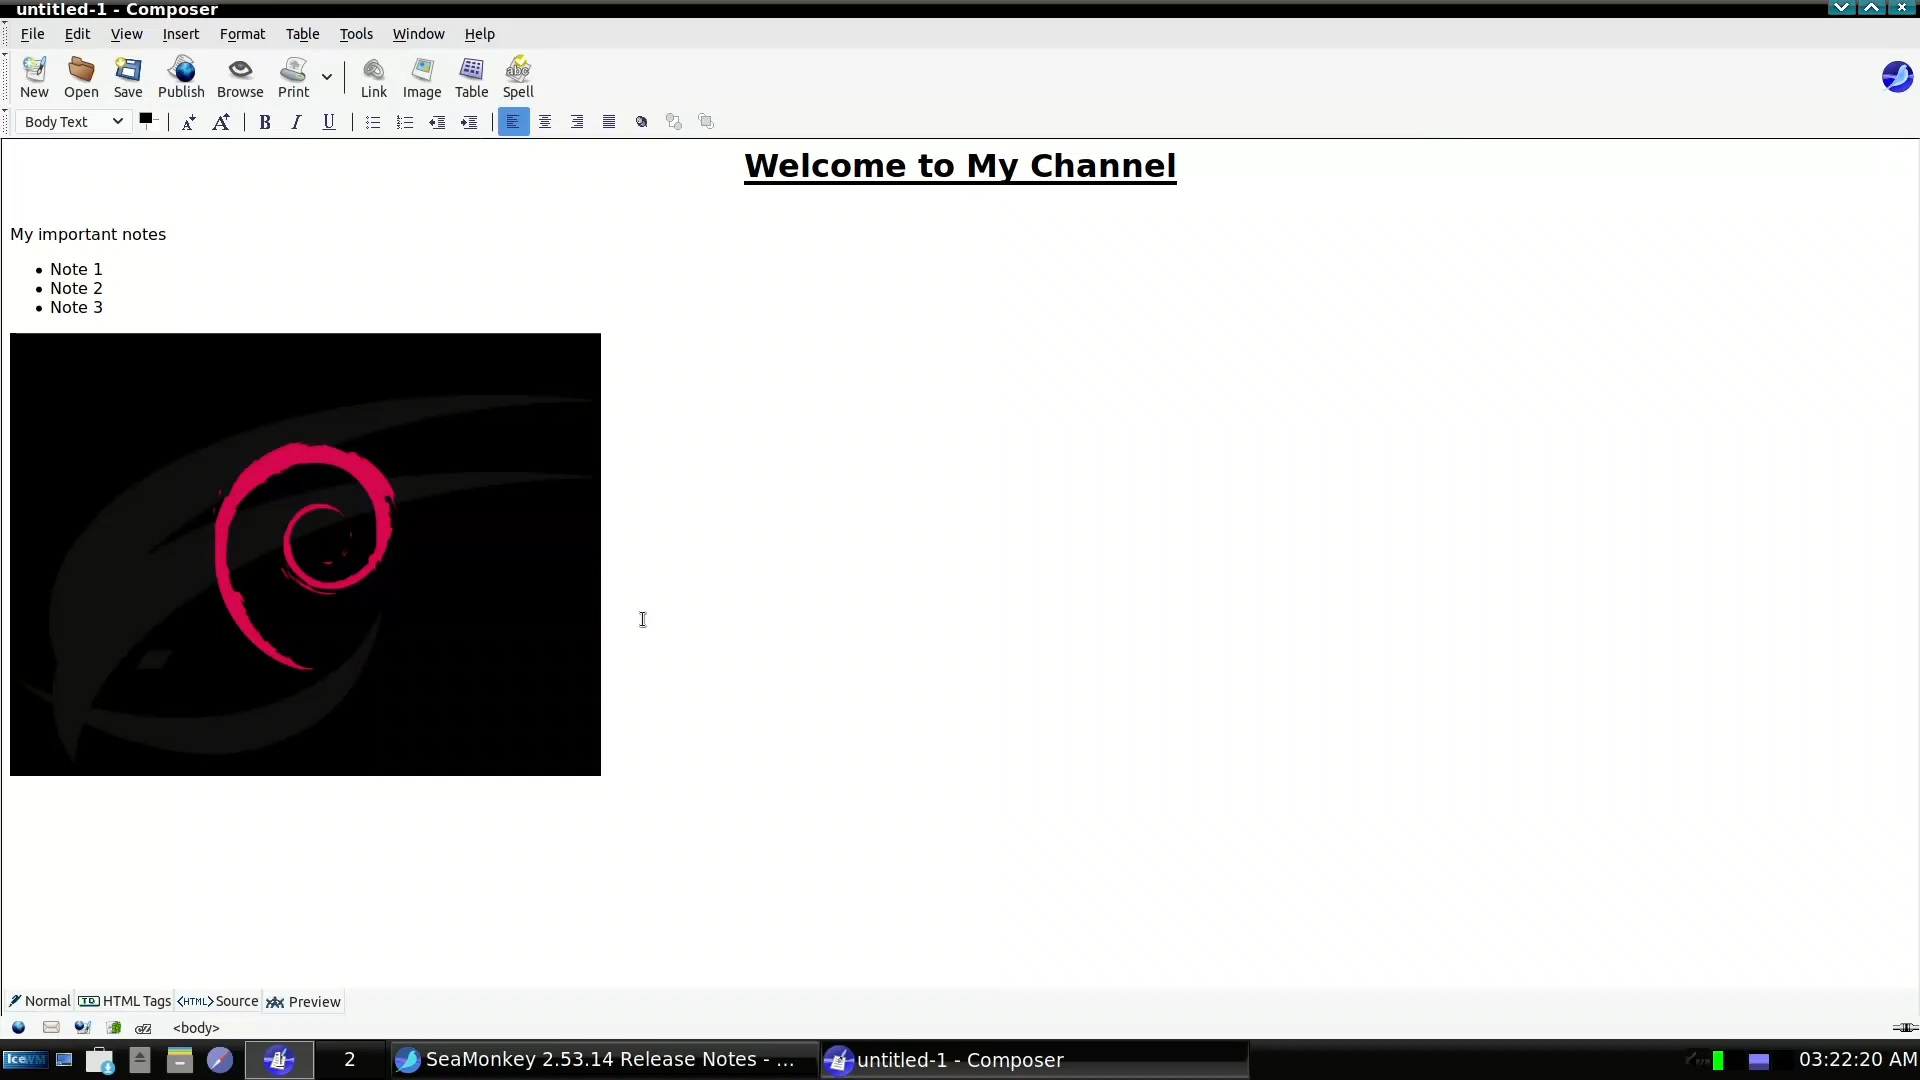 untitled-1 - Composer
File Edit View Insert Format Table Tools Window Help
New Open Save Publish Browse Print Link Image Table Spell
Body Text B I U
Welcome to My Channel
My important notes
Note 1
Note 2
Note 3
Normal HTML Tags Source Preview
<body>
IceWM 2 SeaMonkey 2.53.14 Release Notes - ... untitled-1 - Composer 03:22:20 AM